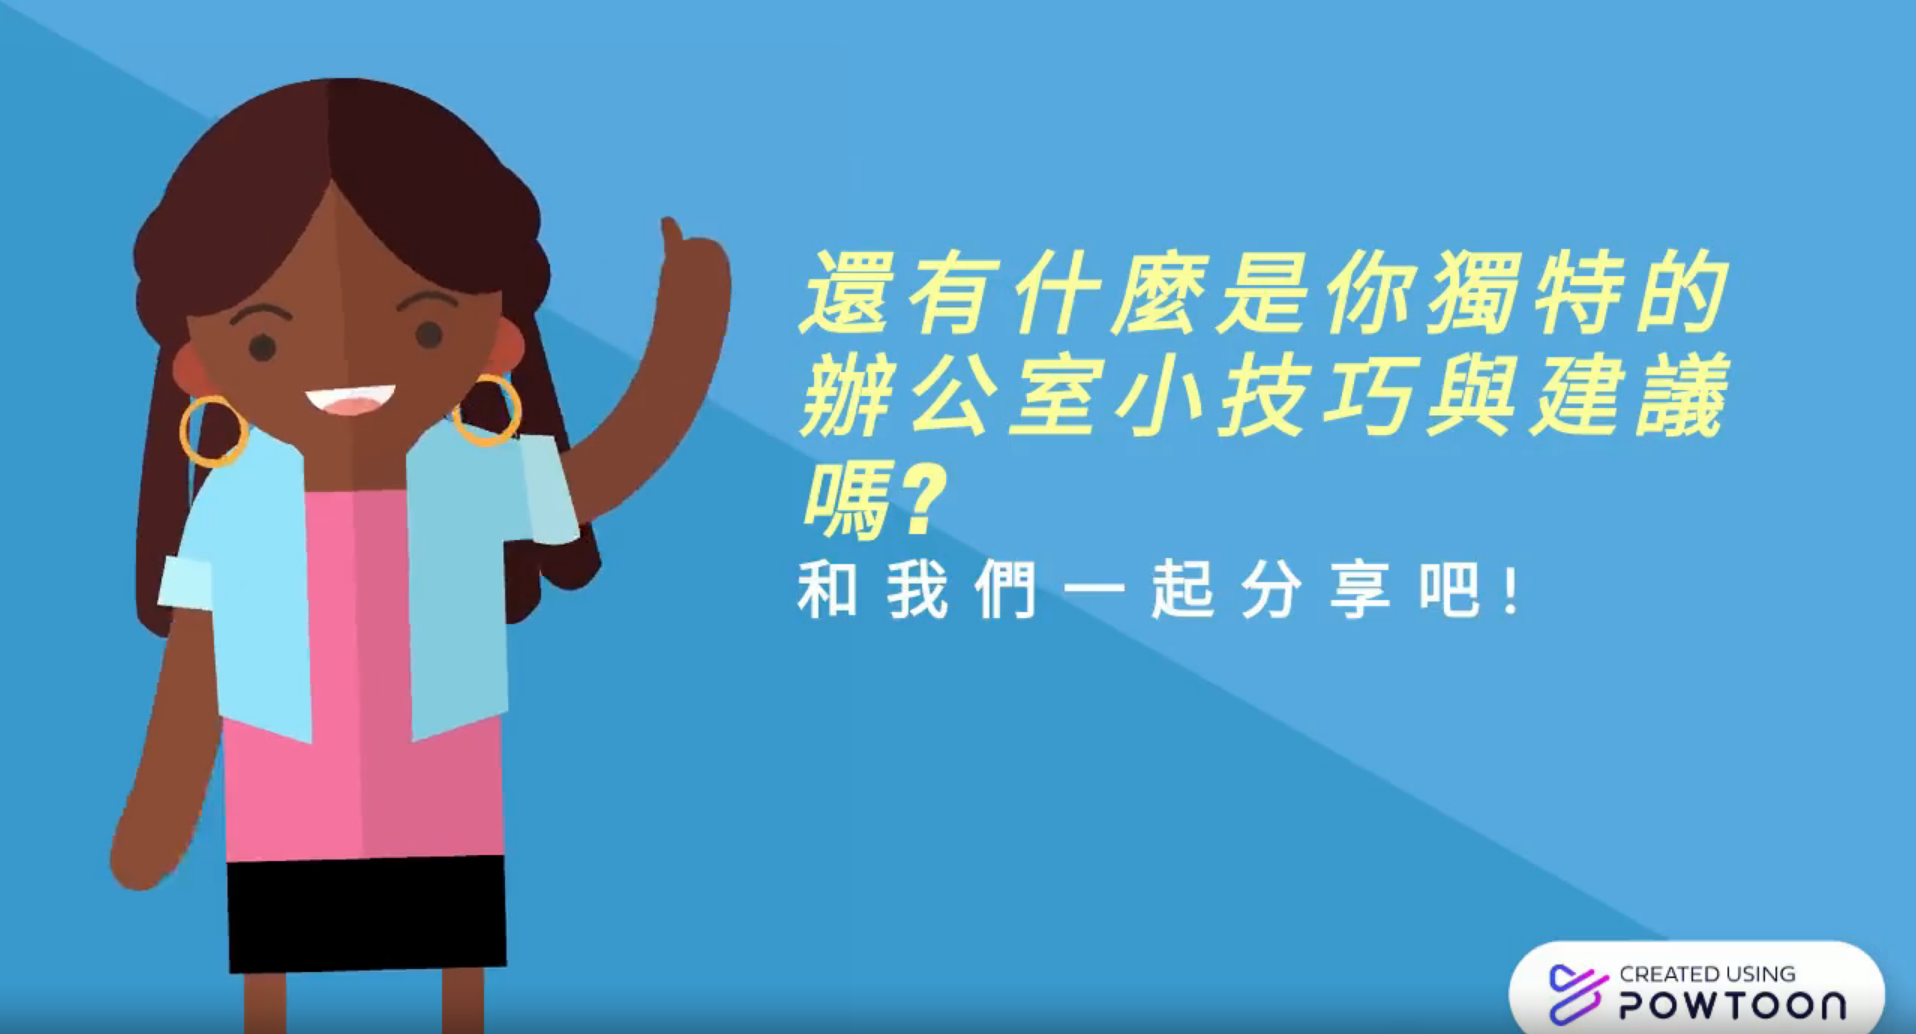 還有什麼是你獨特的
辦公室小技巧與建議
嗎?
和我們一起分享吧!
CREATED USING
POWTOON